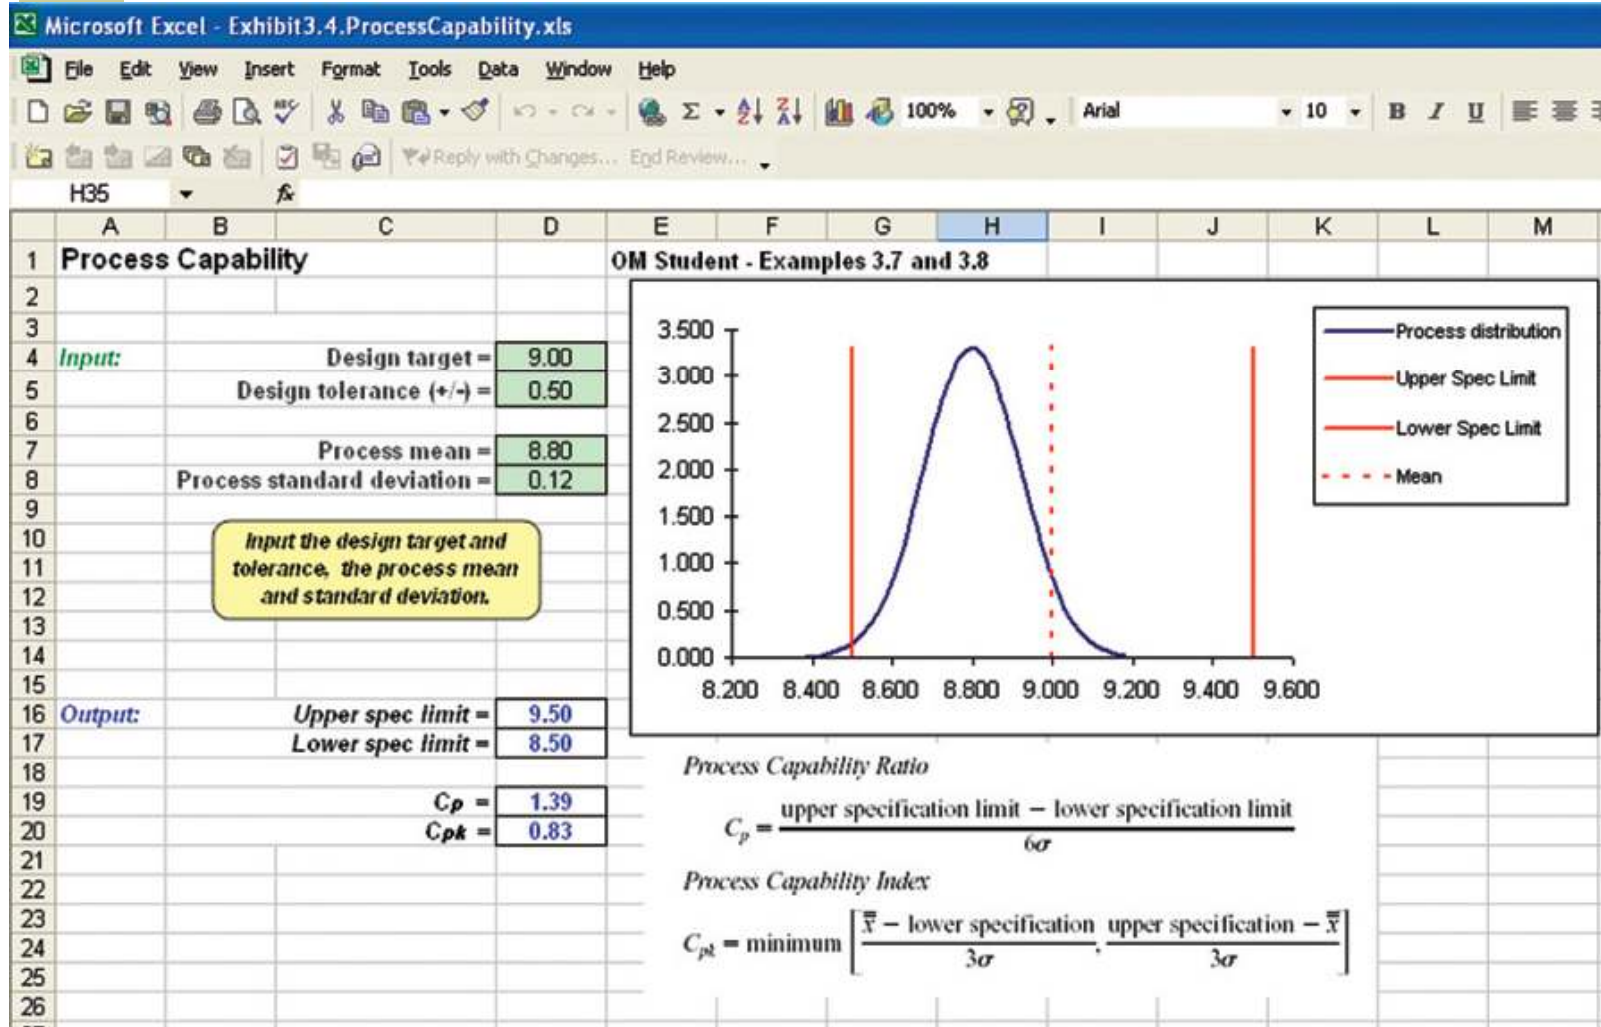 Microsoft Excel - Exhibit3.4.ProcessCapability.xls
File Edit View Insert Format Tools Data Window Help
100% Arial 10 B I U
Reply with Changes... End Review...
H35 fx
A B C D E F G H I J K L M
1 Process Capability OM Student - Examples 3.7 and 3.8
2
3
4 Input: Design target = 9.00
5 Design tolerance (+/-) = 0.50
6
7 Process mean = 8.80
8 Process standard deviation = 0.12
9
10 Input the design target and
11 tolerance, the process mean
12 and standard deviation.
13
14
15
16 Output: Upper spec limit = 9.50
17 Lower spec limit = 8.50
18
19 Cp = 1.39
20 Cpk = 0.83
21
22
23
24
25
26
3.500
3.000
2.500
2.000
1.500
1.000
0.500
0.000
8.200 8.400 8.600 8.800 9.000 9.200 9.400 9.600
Process distribution
Upper Spec Limit
Lower Spec Limit
Mean
Process Capability Ratio
Cp = upper specification limit − lower specification limit
6σ
Process Capability Index
Cpk = minimum [x̿ − lower specification , upper specification − x̿]
3σ 3σ